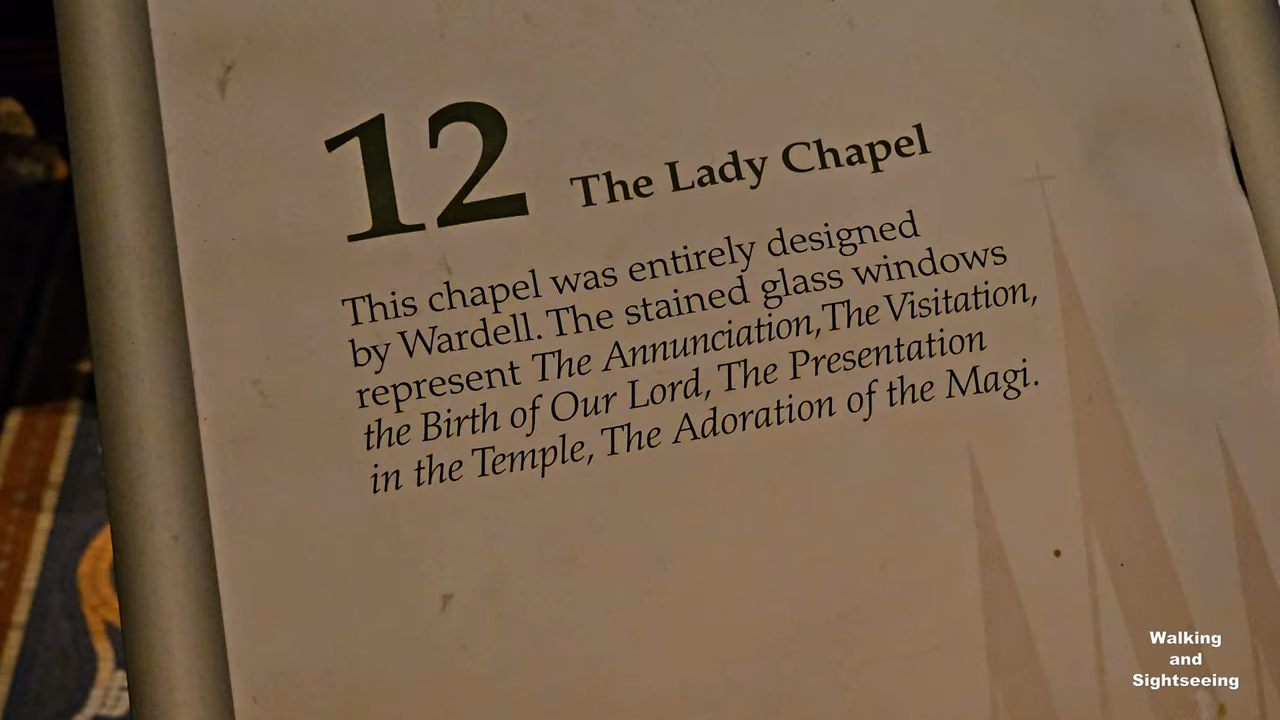 12 The Lady Chapel
This chapel was entirely designed
by Wardell. The stained glass windows
represent The Annunciation, The Visitation,
the Birth of Our Lord, The Presentation
in the Temple, The Adoration of the Magi.
Walking
and
Sightseeing